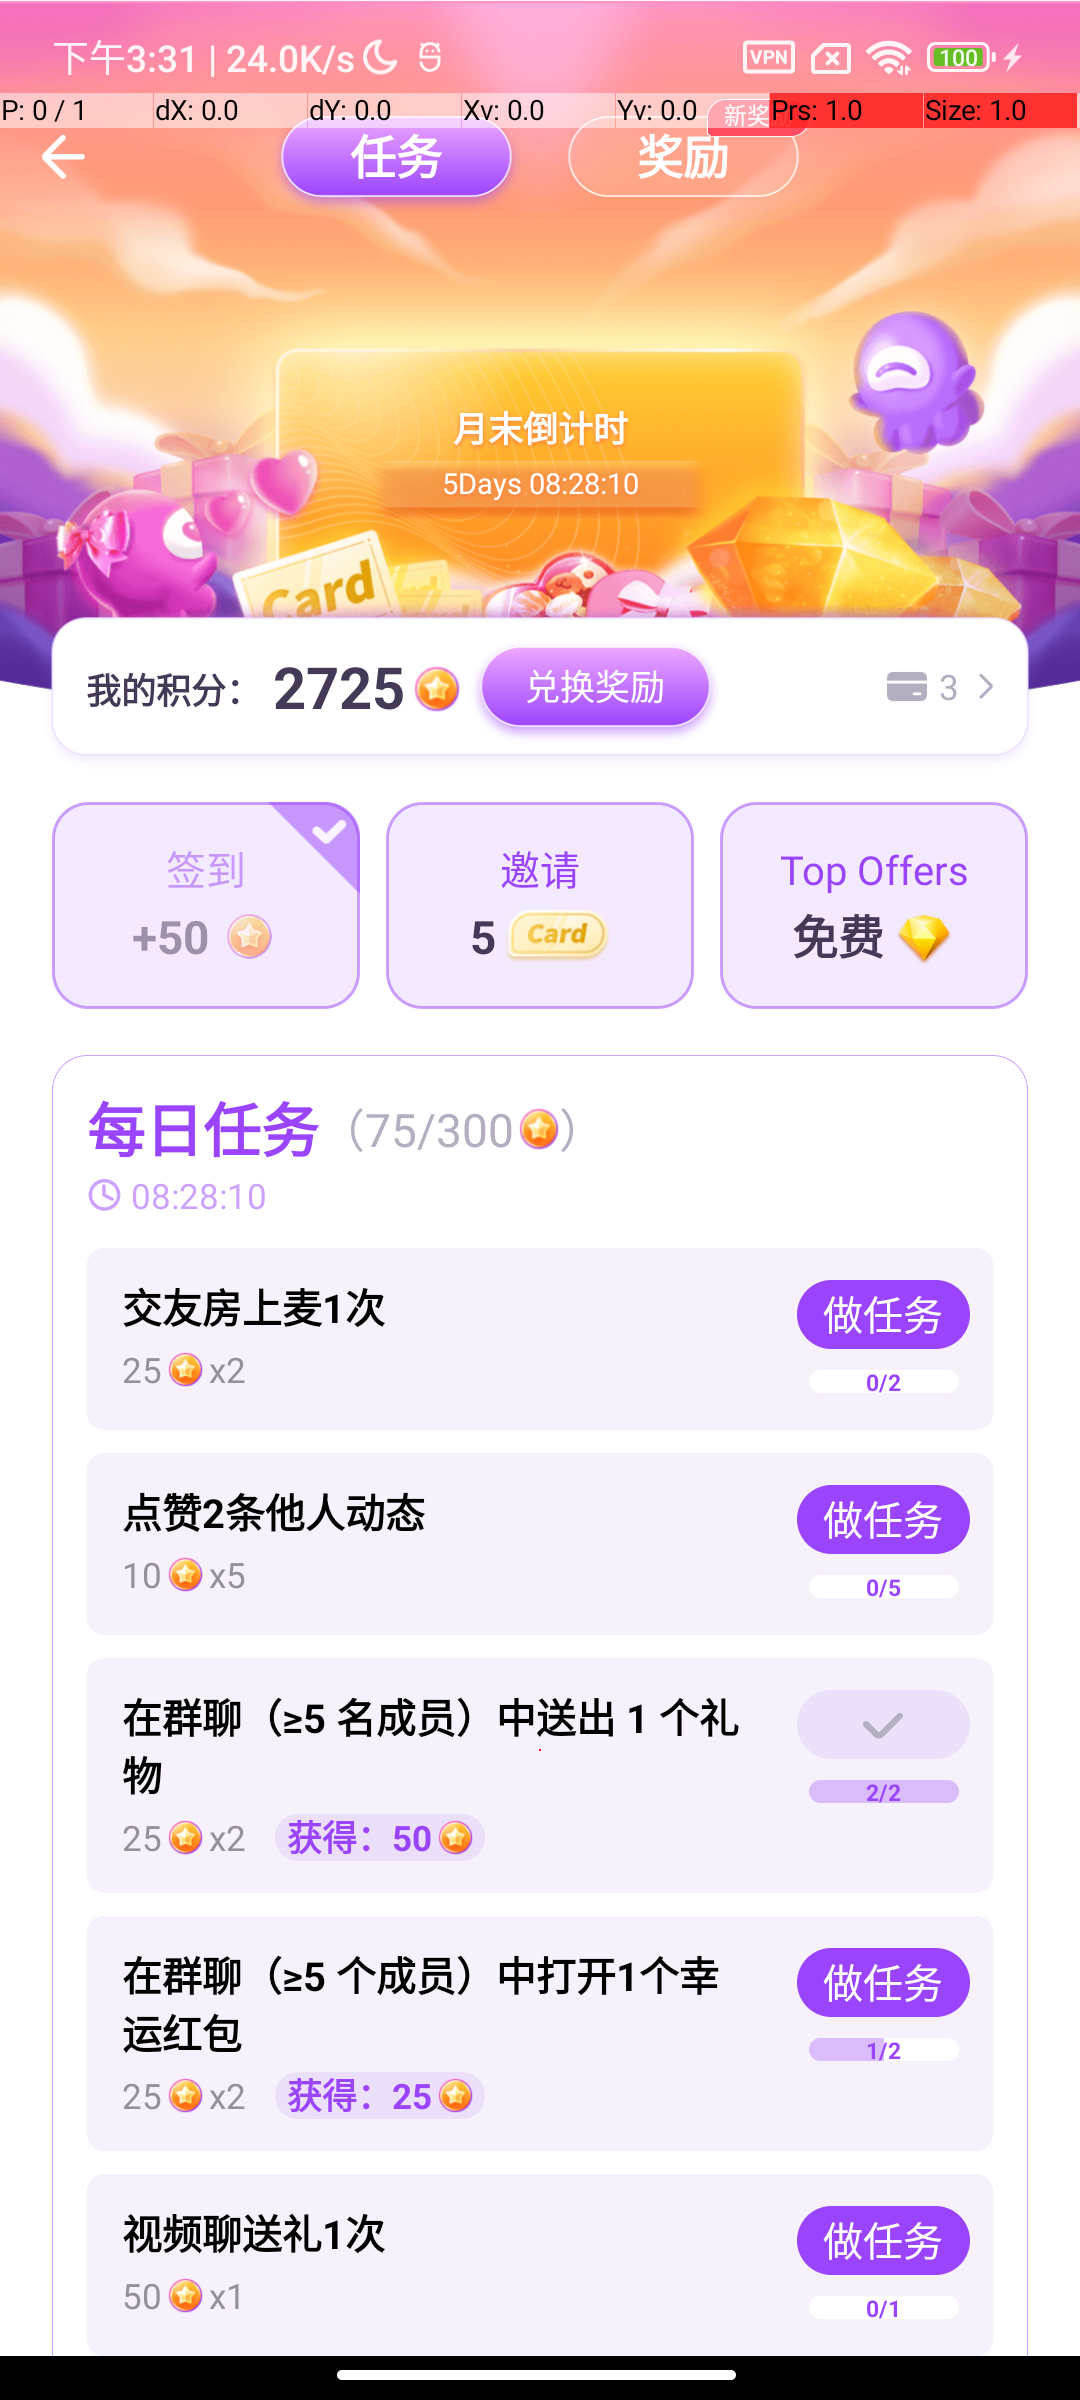 下午3:31 | 24.0K/s VPN 100
P: 0 / 1 dX: 0.0 dY: 0.0 Xv: 0.0 Yv: 0.0 Prs: 1.0 Size: 1.0
新奖
任务 奖励
月末倒计时
5Days 08:28:10
Card
我的积分： 2725 兑换奖励 3
签到 邀请 Top Offers
+50 5 Card 免费
每日任务 (75/300)
08:28:10
交友房上麦1次 做任务
25 x2 0/2
点赞2条他人动态 做任务
10 x5 0/5
在群聊（≥5 名成员）中送出 1 个礼
物
2/2
25 x2 获得：50
在群聊（≥5 个成员）中打开1个幸 做任务
运红包
1/2
25 x2 获得：25
视频聊送礼1次 做任务
50 x1 0/1